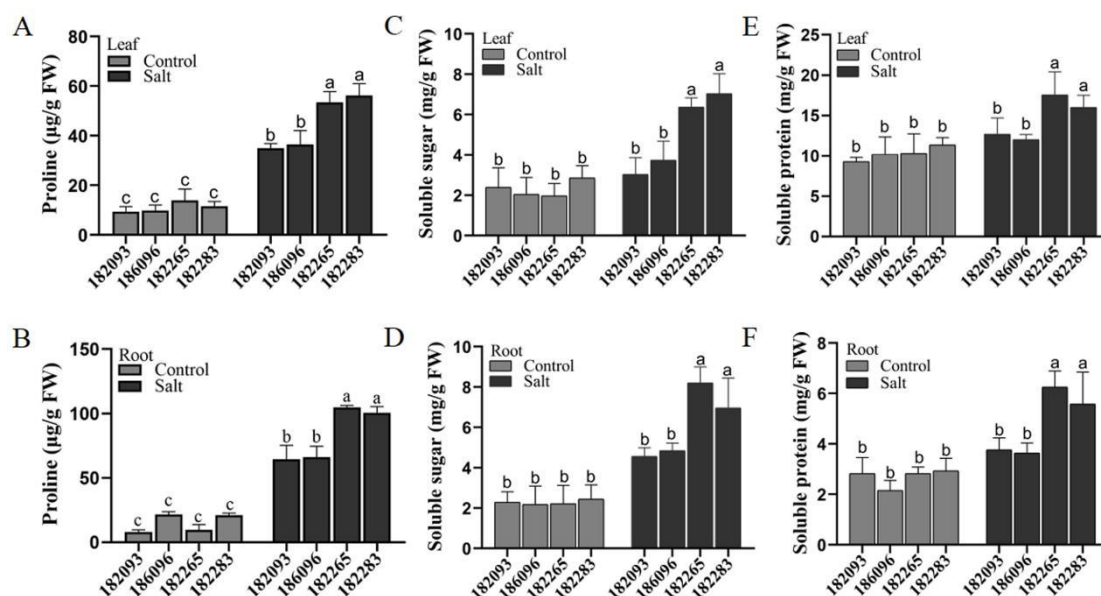 A
Proline (μg/g FW)
80
60
40
20
0
Leaf
Control
Salt
c
c
c
c
b
b
a
a
182093
186096
182265
182283
182093
186096
182265
182283
C
Soluble sugar (mg/g FW)
10
8
6
4
2
0
Leaf
Control
Salt
b
b
b
b
b
b
a
a
182093
186096
182265
182283
182093
186096
182265
182283
E
Soluble protein (mg/g FW)
25
20
15
10
5
0
Leaf
Control
Salt
b
b
b
b
b
b
a
a
182093
186096
182265
182283
182093
186096
182265
182283
B
Proline (μg/g FW)
150
100
50
0
Root
Control
Salt
c
c
c
c
b
b
a
a
182093
186096
182265
182283
182093
186096
182265
182283
D
Soluble sugar (mg/g FW)
10
8
6
4
2
0
Root
Control
Salt
b
b
b
b
b
b
a
a
182093
186096
182265
182283
182093
186096
182265
182283
F
Soluble protein (mg/g FW)
8
6
4
2
0
Root
Control
Salt
b
b
b
b
b
b
a
a
182093
186096
182265
182283
182093
186096
182265
182283